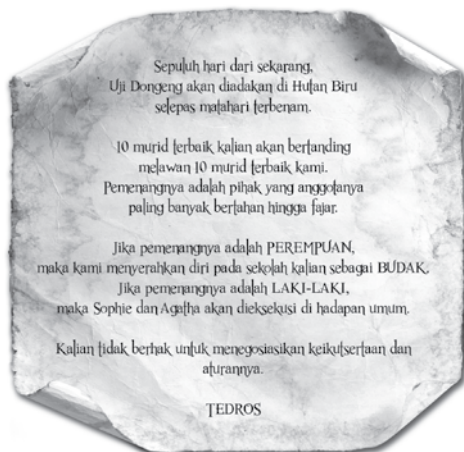 Sepuluh hari dari sekarang,
Uji Dongeng akan diadakan di Hutan Biru
selepas matahari terbenam.
10 murid terbaik kalian akan bertanding
melawan 10 murid terbaik kami.
Pemenangnya adalah pihak yang anggotanya
paling banyak bertahan hingga fajar.
Jika pemenangnya adalah PEREMPUAN,
maka kami menyerahkan diri pada sekolah kalian sebagai BUDAK.
Jika pemenangnya adalah LAKI-LAKI,
maka Sophie dan Agatha akan dieksekusi di hadapan umum.
Kalian tidak berhak untuk menegosiasikan keikutsertaan dan
aturannya.
TEDROS